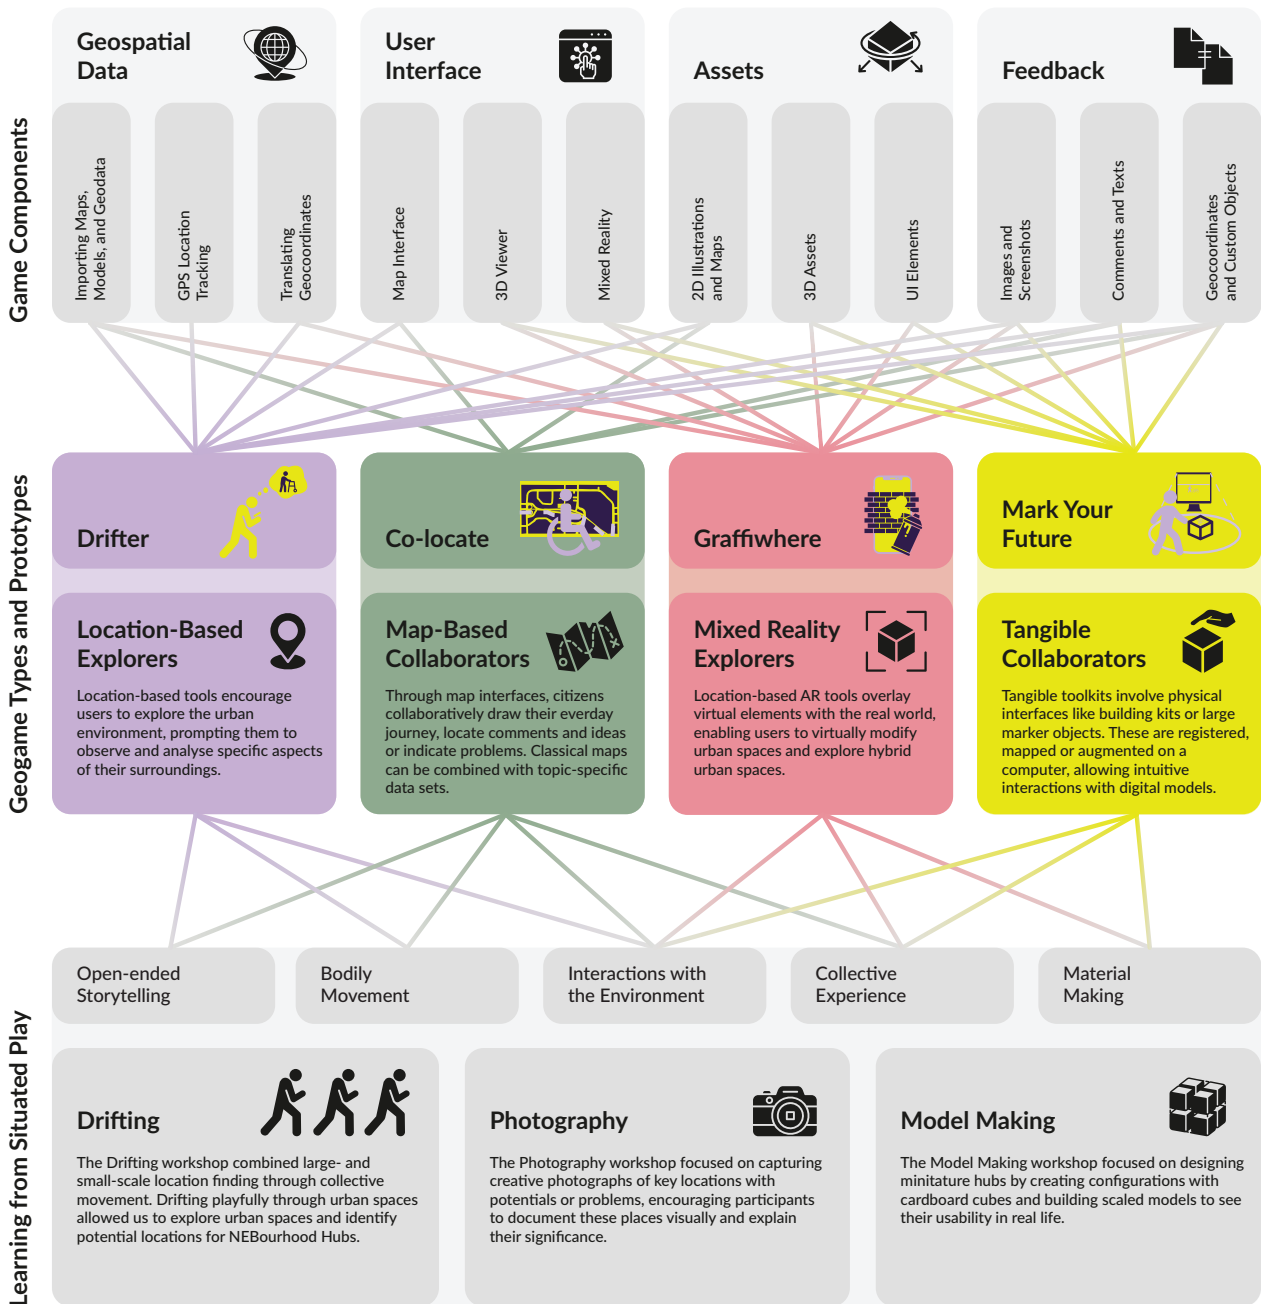 Game Components
Geospatial
Data
User
Interface
Assets
Feedback
Importing Maps,
Models, and Geodata
GPS Location
Tracking
Translating
Geocoordinates
Map Interface
3D Viewer
Mixed Reality
2D Illustrations
and Maps
3D Assets
UI Elements
Images and
Screenshots
Comments and Texts
Geocoordinates
and Custom Objects
Geogame Types and Prototypes
Drifter
Co-locate
Graffiwhere
Mark Your
Future
Location-Based
Explorers
Location-based tools encourage
users to explore the urban
environment, prompting them to
observe and analyse specific aspects
of their surroundings.
Map-Based
Collaborators
Through map interfaces, citizens
collaboratively draw their everday
journey, locate comments and ideas
or indicate problems. Classical maps
can be combined with topic-specific
data sets.
Mixed Reality
Explorers
Location-based AR tools overlay
virtual elements with the real world,
enabling users to virtually modify
urban spaces and explore hybrid
urban spaces.
Tangible
Collaborators
Tangible toolkits involve physical
interfaces like building kits or large
marker objects. These are registered,
mapped or augmented on a
computer, allowing intuitive
interactions with digital models.
Learning from Situated Play
Open-ended
Storytelling
Bodily
Movement
Interactions with
the Environment
Collective
Experience
Material
Making
Drifting
The Drifting workshop combined large- and
small-scale location finding through collective
movement. Drifting playfully through urban spaces
allowed us to explore urban spaces and identify
potential locations for NEBourhood Hubs.
Photography
The Photography workshop focused on capturing
creative photographs of key locations with
potentials or problems, encouraging participants
to document these places visually and explain
their significance.
Model Making
The Model Making workshop focused on designing
minitature hubs by creating configurations with
cardboard cubes and building scaled models to see
their usability in real life.